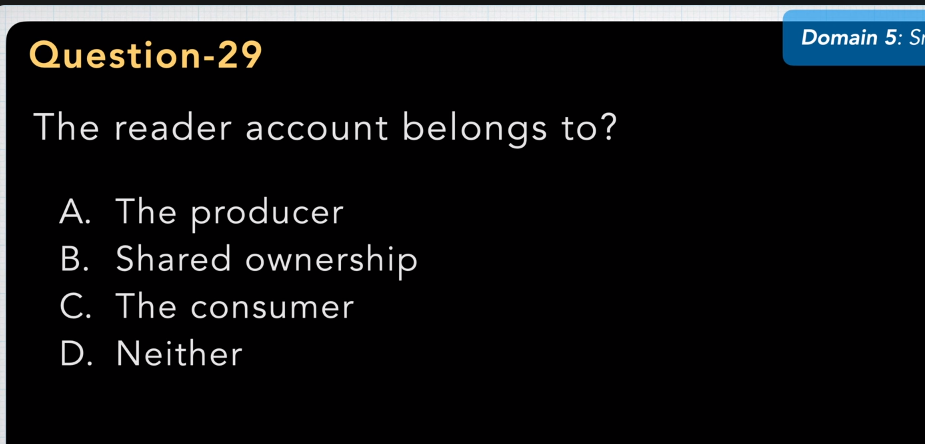 Question-29
Domain 5:
The reader account belongs to?
A. The producer
B. Shared ownership
C. The consumer
D. Neither